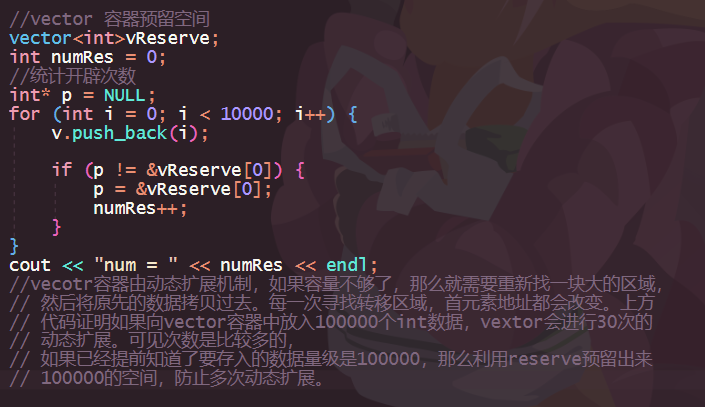 //vector 容器预留空间
vector<int>vReserve;
int numRes = 0;
//统计开辟次数
int* p = NULL;
for (int i = 0; i < 10000; i++) {
v.push_back(i);
if (p != &vReserve[0]) {
p = &vReserve[0];
numRes++;
}
}
cout << "num = " << numRes << endl;
//vecotr容器由动态扩展机制，如果容量不够了，那么就需要重新找一块大的区域，
// 然后将原先的数据拷贝过去。每一次寻找转移区域，首元素地址都会改变。上方
// 代码证明如果向vector容器中放入100000个int数据，vextor会进行30次的
// 动态扩展。可见次数是比较多的，
// 如果已经提前知道了要存入的数据量级是100000，那么利用reserve预留出来
// 100000的空间，防止多次动态扩展。